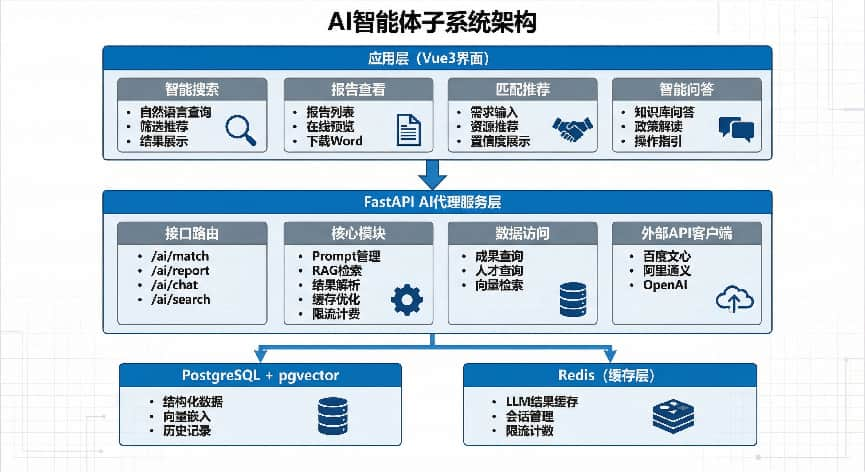 AI智能体子系统架构
应用层（Vue3界面）
智能搜索
• 自然语言查询
• 筛选推荐
• 结果展示
报告查看
• 报告列表
• 在线预览
• 下载Word
匹配推荐
• 需求输入
• 资源推荐
• 置信度展示
智能问答
• 知识库问答
• 政策解读
• 操作指引
FastAPI AI代理服务层
接口路由
• /ai/match
• /ai/report
• /ai/chat
• /ai/search
核心模块
• Prompt管理
• RAG检索
• 结果解析
• 缓存优化
• 限流计费
数据访问
• 成果查询
• 人才查询
• 向量检索
外部API客户端
• 百度文心
• 阿里通义
• OpenAI
PostgreSQL + pgvector
• 结构化数据
• 向量嵌入
• 历史记录
Redis（缓存层）
• LLM结果缓存
• 会话管理
• 限流计数